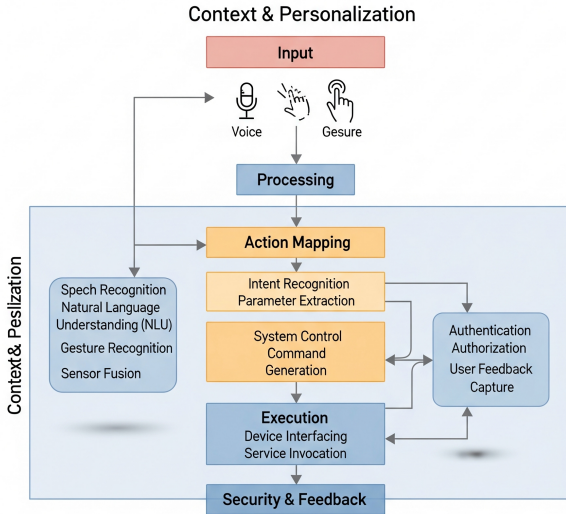 Context & Personalization
Input
Voice
Gesure
Processing
Action Mapping
Intent Recognition
Parameter Extraction
Spech Recognition
Natural Language
Understanding (NLU)
Gesture Recognition
Sensor Fusion
System Control
Command
Generation
Authentication
Authorization
User Feedback
Capture
Execution
Device Interfacing
Service Invocation
Security & Feedback
Context& Peslization